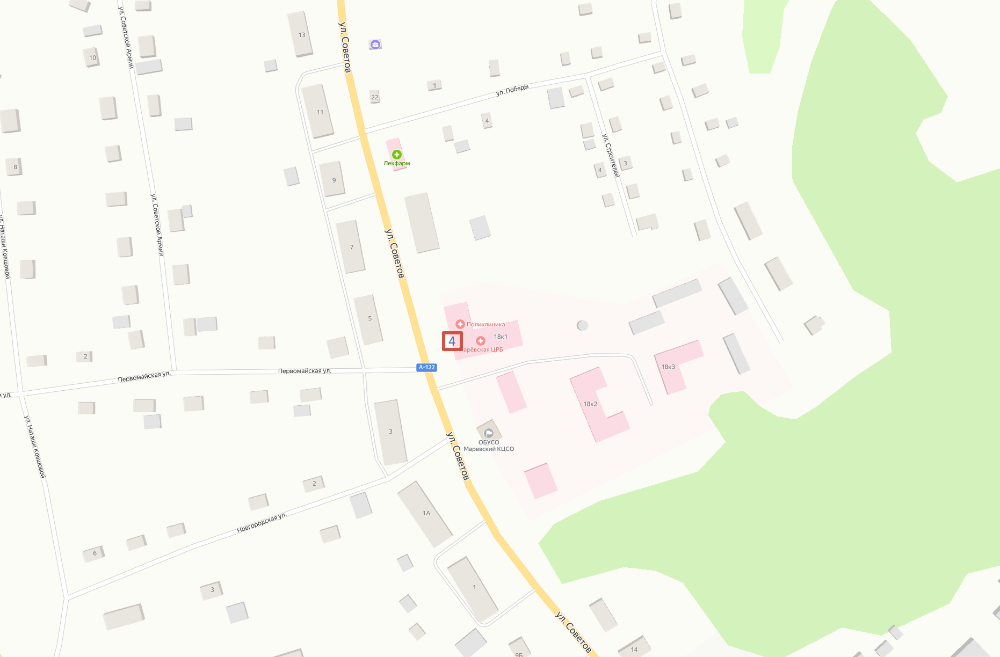 ул. Советской Армии
13
ул. Советов
10
1
22
ул. Победы
11
4
8
Лекфарм
9
ул. Строителей
3
4
ул. Наташи Ковшовой
ул. Советской Армии
7
ул. Советов
5
Поликлиника
18к1
4
Марёвская ЦРБ
2
А-122
Первомайская ул.
Первомайская ул.
я ул.
18к3
18к2
ул. Наташи Ковшовой
3
ул. Советов
ОБУСО
Маревский КЦСО
2
1А
Новгородская ул.
6
3
1
ул. Советов
14
9Б